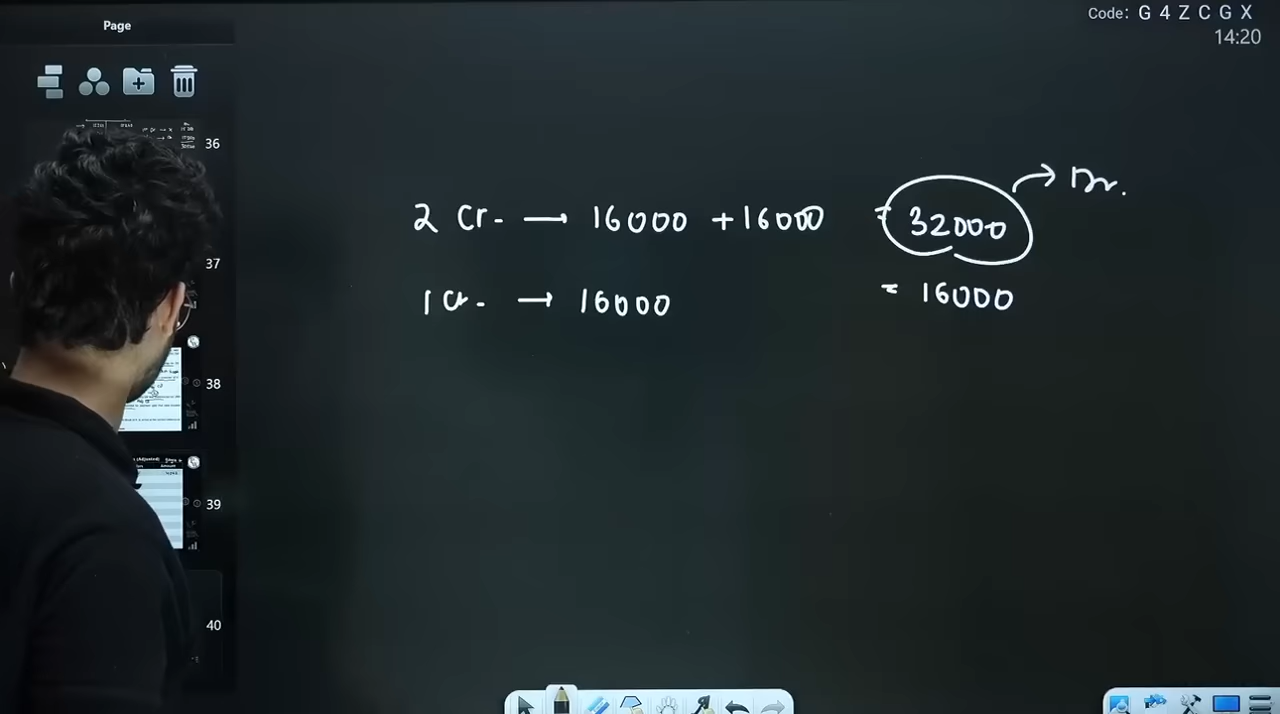 Code: G 4 Z C G X
Page
14:20
36
→ Dr.
2 Cr. → 16000 + 16000 = 32000
37
1 Cr. → 16000 = 16000
38
39
40